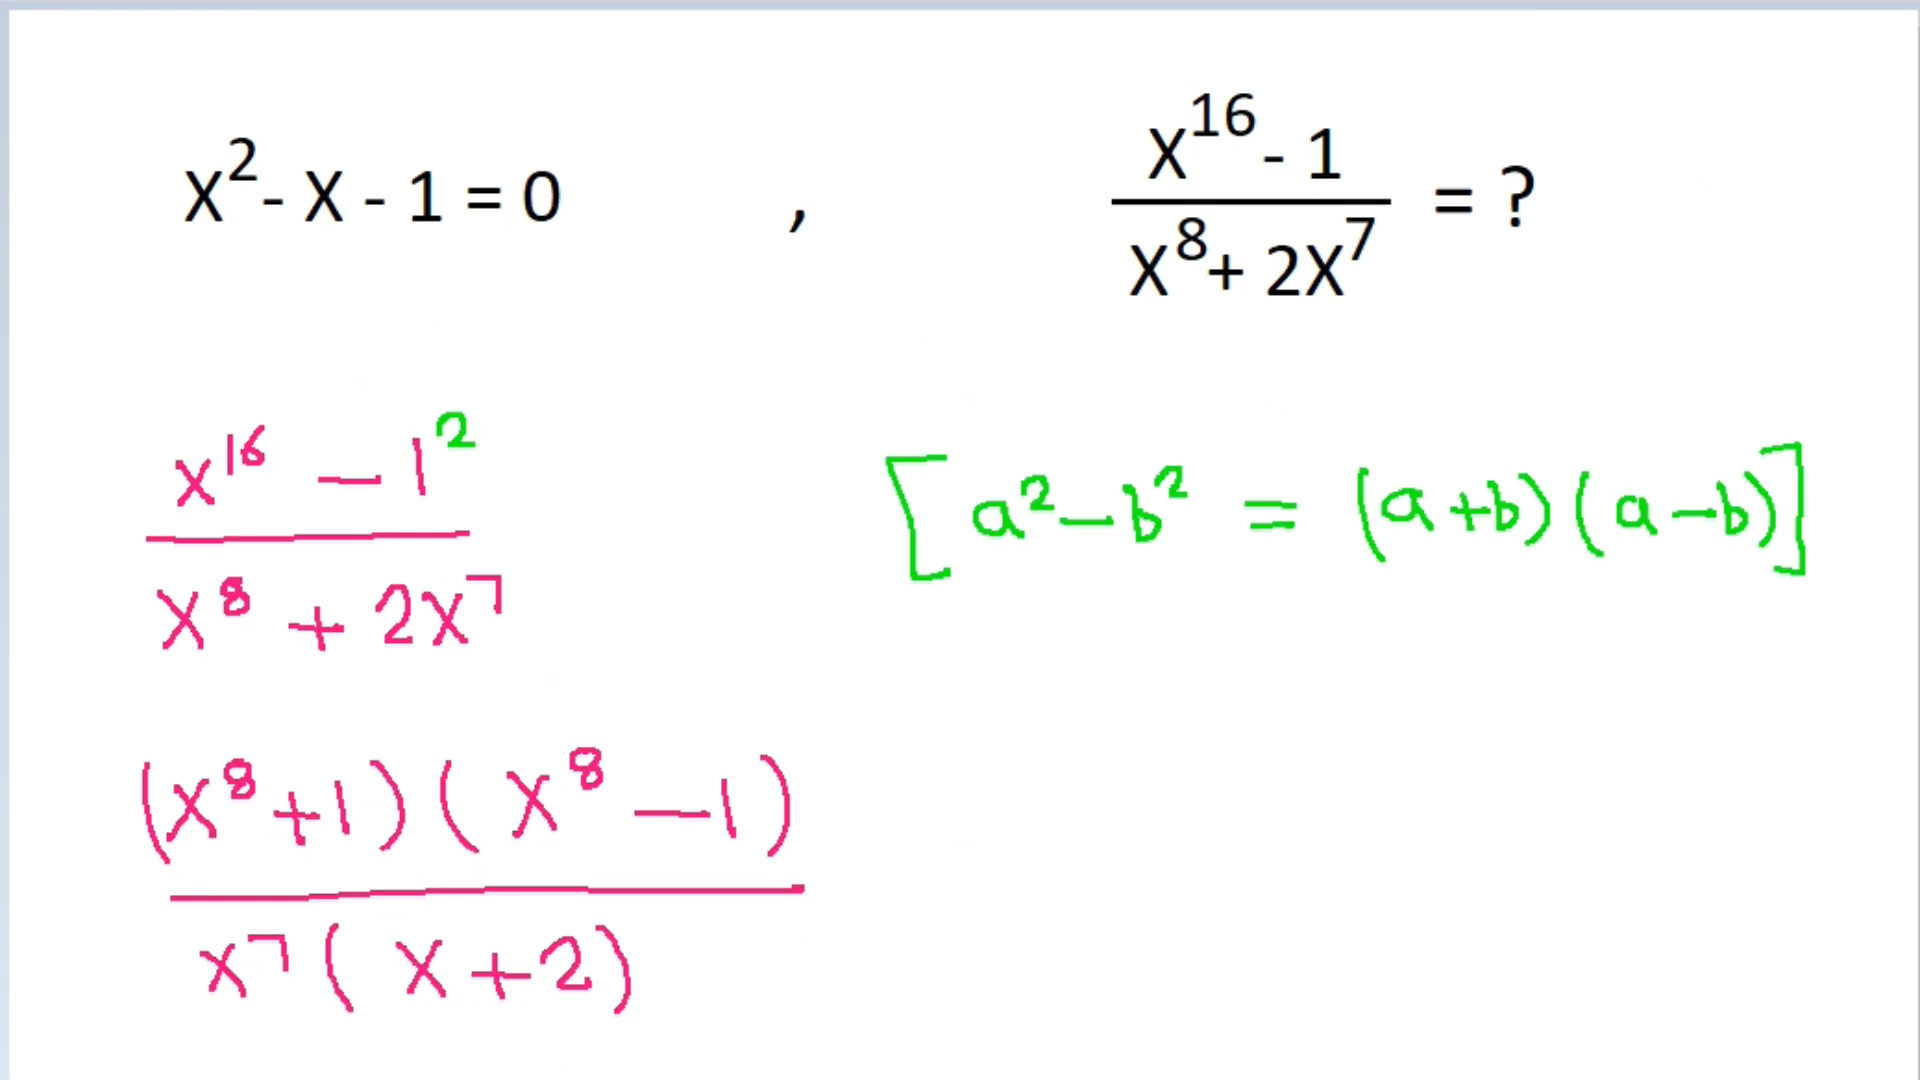 X² - X - 1 = 0 , (X¹⁶ - 1)/(X⁸ + 2X⁷) = ?
x¹⁶ - 1²
x⁸ + 2x⁷
[a² - b² = (a+b)(a-b)]
(x⁸+1)(x⁸-1)
x⁷(x+2)